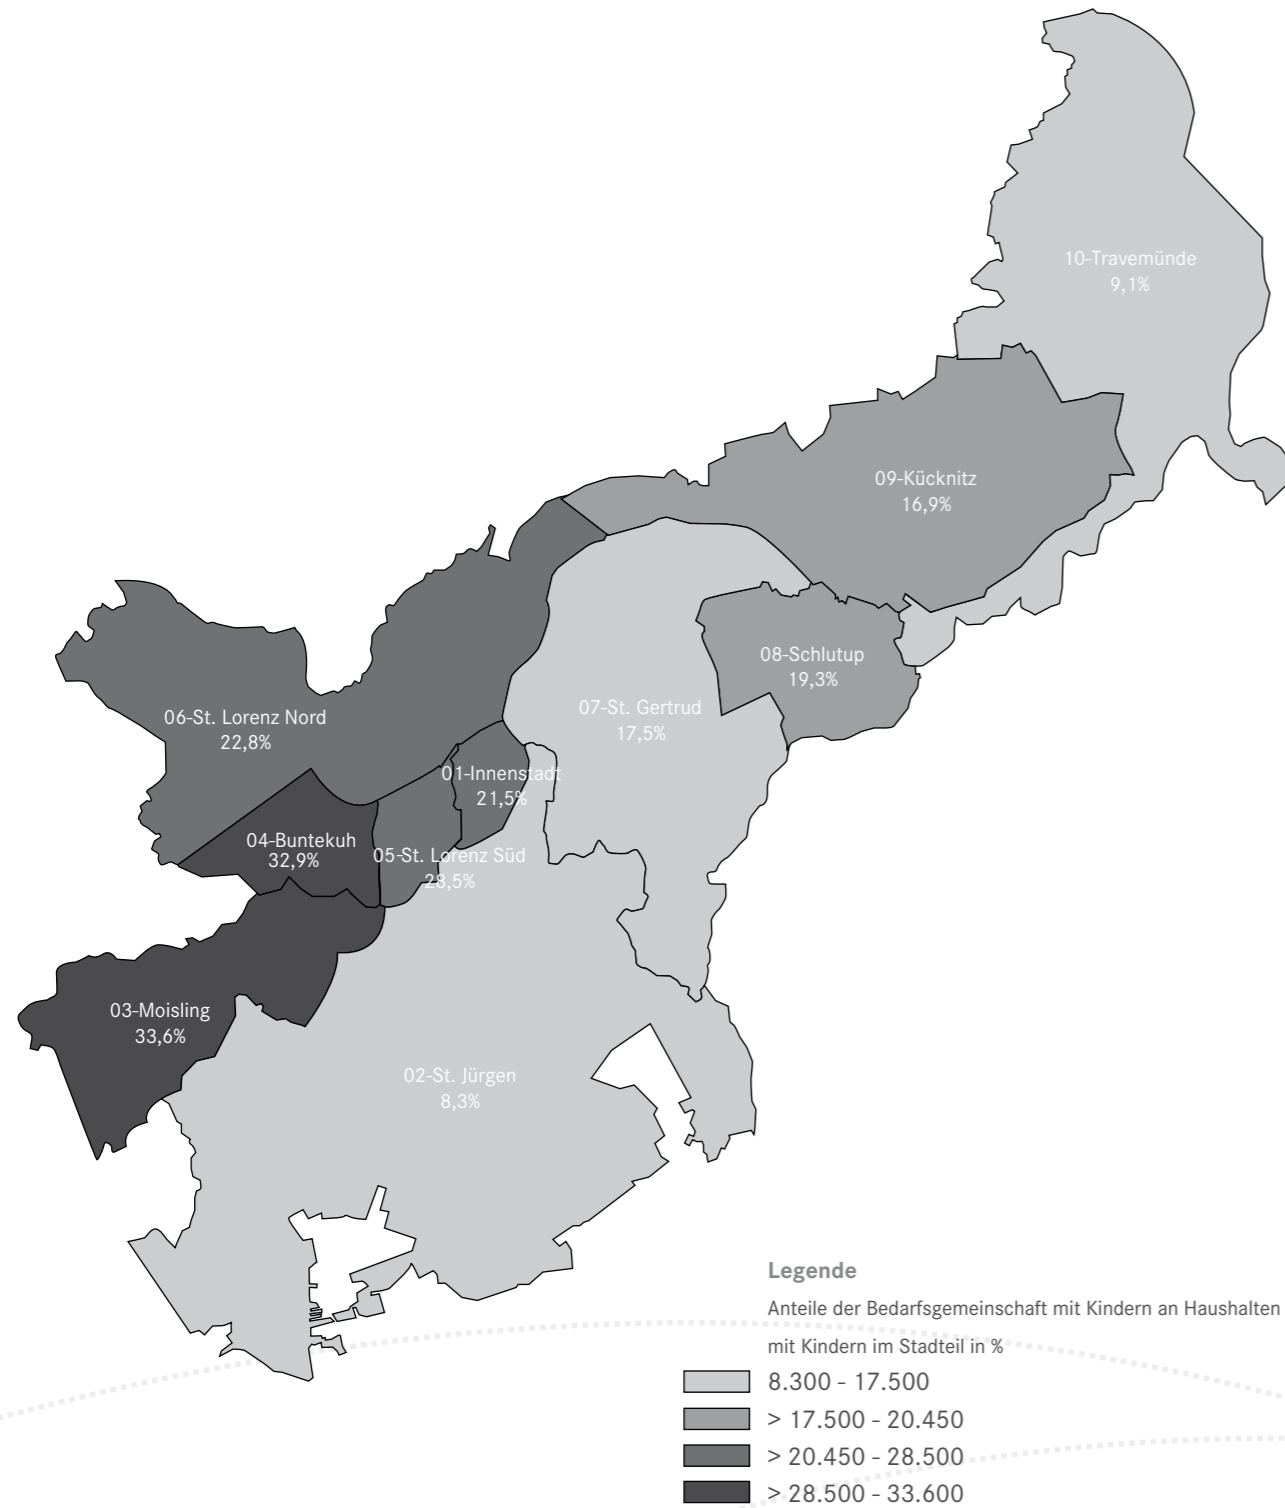 10-Travemünde
9,1%
09-Kücknitz
16,9%
08-Schlutup
19,3%
07-St. Gertrud
17,5%
06-St. Lorenz Nord
22,8%
01-Innenstadt
21,5%
04-Buntekuh
32,9%
05-St. Lorenz Süd
28,5%
03-Moisling
33,6%
02-St. Jürgen
8,3%
Legende
Anteile der Bedarfsgemeinschaft mit Kindern an Haushalten
mit Kindern im Stadteil in %
8.300 - 17.500
> 17.500 - 20.450
> 20.450 - 28.500
> 28.500 - 33.600